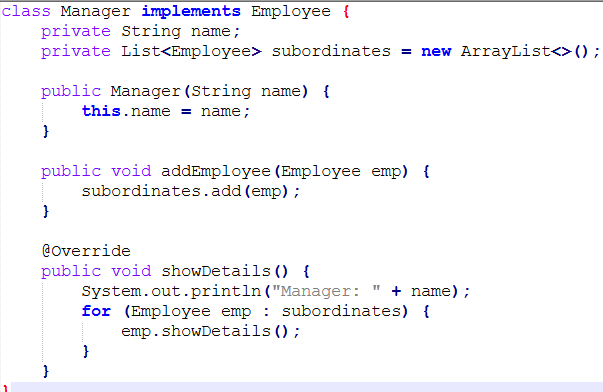 class Manager implements Employee {
    private String name;
    private List<Employee> subordinates = new ArrayList<>();

    public Manager(String name) {
        this.name = name;
    }

    public void addEmployee(Employee emp) {
        subordinates.add(emp);
    }

    @Override
    public void showDetails() {
        System.out.println("Manager: " + name);
        for (Employee emp : subordinates) {
            emp.showDetails();
        }
    }
}